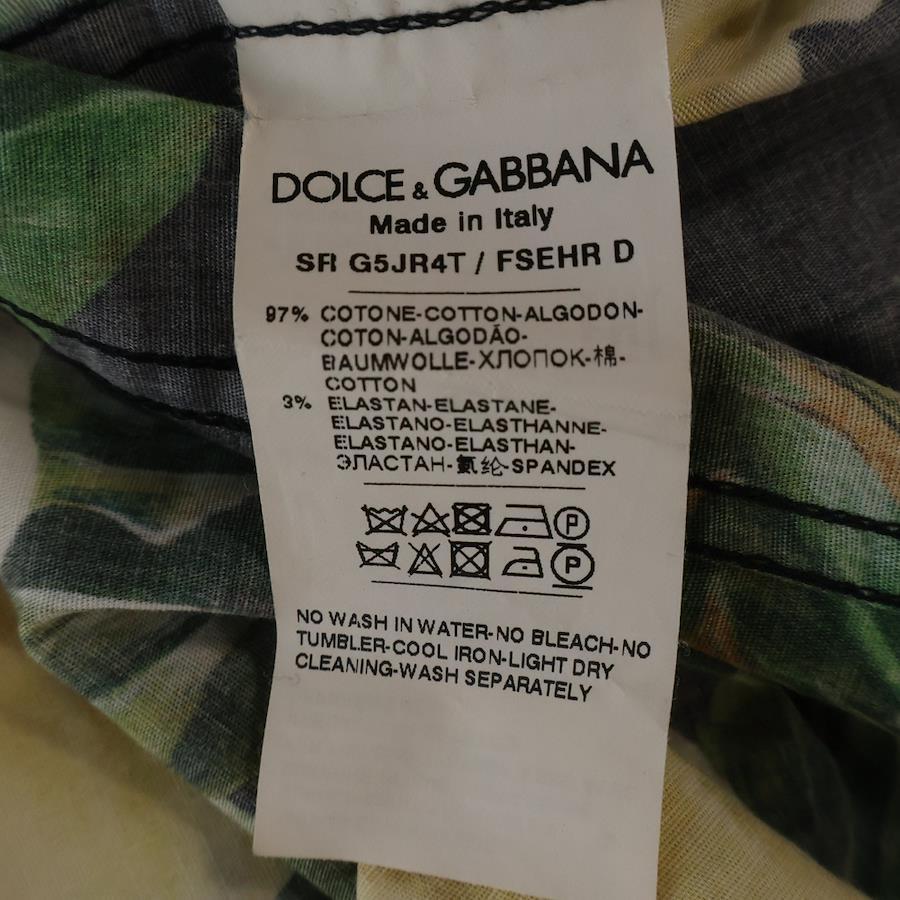 DOLCE & GABBANA
Made in Italy
SR G5JR4T / FSEHR D
97% COTONE-COTTON-ALGODON-
COTON-ALGODÃO-
BAUMWOLLE-ХЛОПОК-棉-
COTTON
3% ELASTAN-ELASTANE-
ELASTANO-ELASTHANNE-
ELASTANO-ELASTHAN-
ЭЛАСТАН-氨纶-SPANDEX
P
P
NO WASH IN WATER-NO BLEACH-NO
TUMBLER-COOL IRON-LIGHT DRY
CLEANING-WASH SEPARATELY